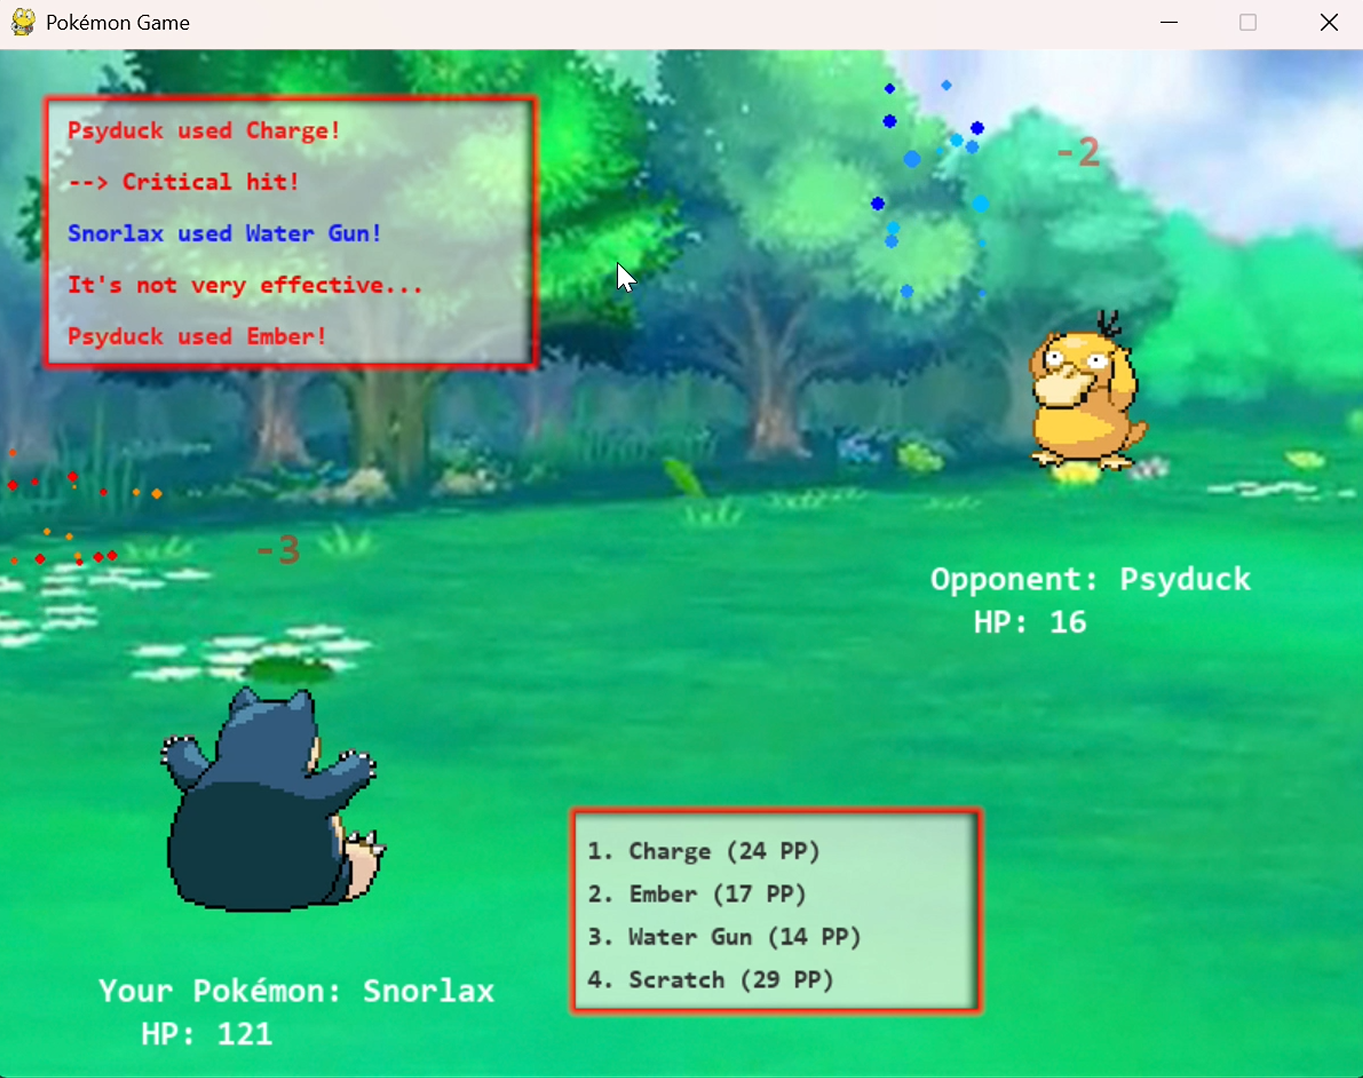 Pokémon Game
Psyduck used Charge!
--> Critical hit!
Snorlax used Water Gun!
It's not very effective...
Psyduck used Ember!
-2
-3
Opponent: Psyduck
HP: 16
1. Charge (24 PP)
2. Ember (17 PP)
3. Water Gun (14 PP)
4. Scratch (29 PP)
Your Pokémon: Snorlax
HP: 121